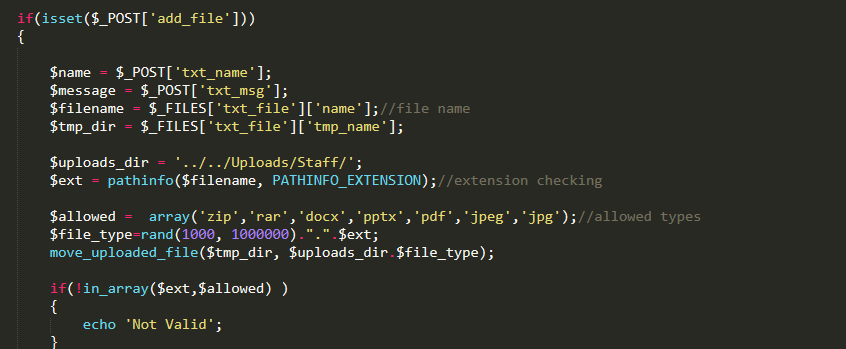 if(isset($_POST['add_file']))
{
$name = $_POST['txt_name'];
$message = $_POST['txt_msg'];
$filename = $_FILES['txt_file']['name'];//file name
$tmp_dir = $_FILES['txt_file']['tmp_name'];
$uploads_dir = '../../Uploads/Staff/';
$ext = pathinfo($filename, PATHINFO_EXTENSION);//extension checking
$allowed =  array('zip','rar','docx','pptx','pdf','jpeg','jpg');//allowed types
$file_type=rand(1000, 1000000).".".$ext;
move_uploaded_file($tmp_dir, $uploads_dir.$file_type);
if(!in_array($ext,$allowed) )
{
echo 'Not Valid';
}